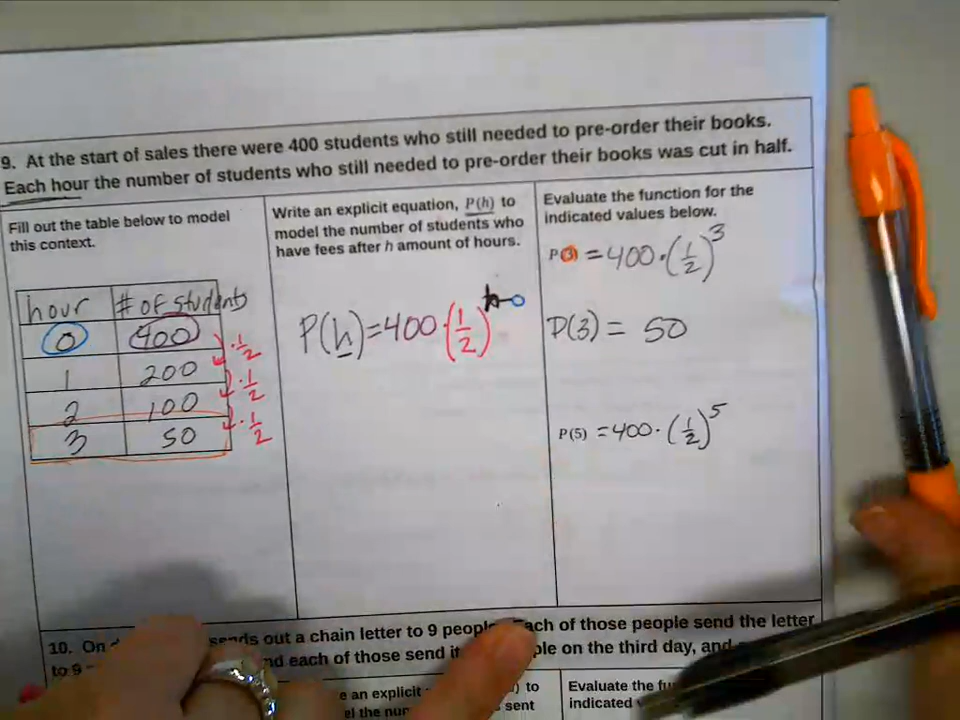 9. At the start of sales there were 400 students who still needed to pre-order their books.
Each hour the number of students who still needed to pre-order their books was cut in half.
Fill out the table below to model
this context.
hour # of students
0 400
1 200
2 100
3 50
·1/2
·1/2
·1/2
Write an explicit equation, P(h) to
model the number of students who
have fees after h amount of hours.
P(h)=400·(1/2)^h-0
Evaluate the function for the
indicated values below.
P(3) =400·(1/2)^3
P(3)= 50
P(5) =400·(1/2)^5
10. On sends out a chain letter to 9 people. Each of those people send the letter
to 9 and each of those send it on the third day, and
e an explicit to
el the sent
Evaluate the
indicated